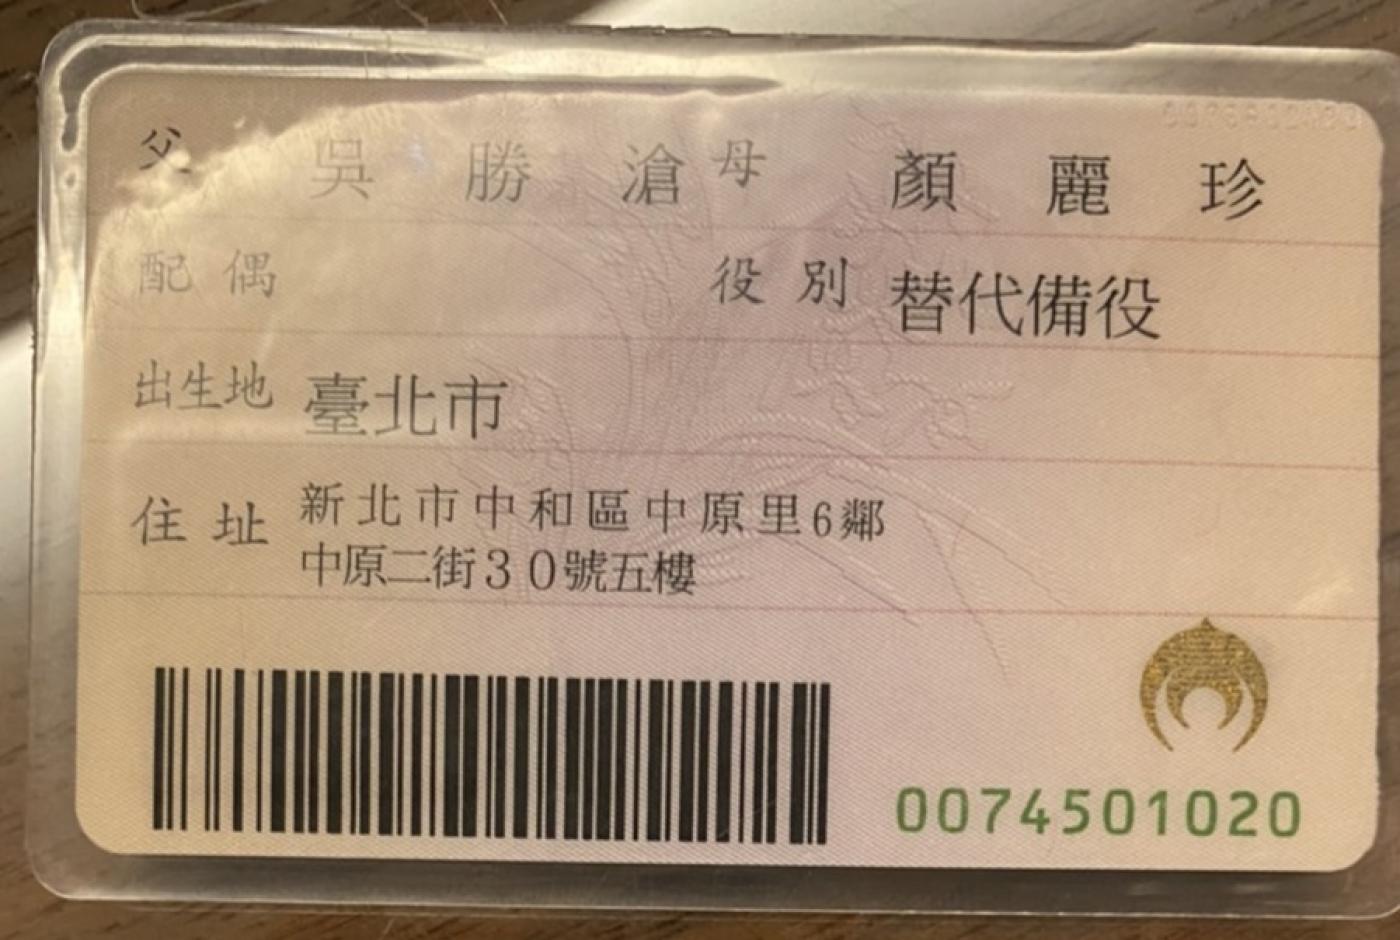 父 吳勝滄 母 顏麗珍
配偶 役別 替代備役
出生地 臺北市
住址 新北市中和區中原里6鄰
中原二街30號五樓
0074501020